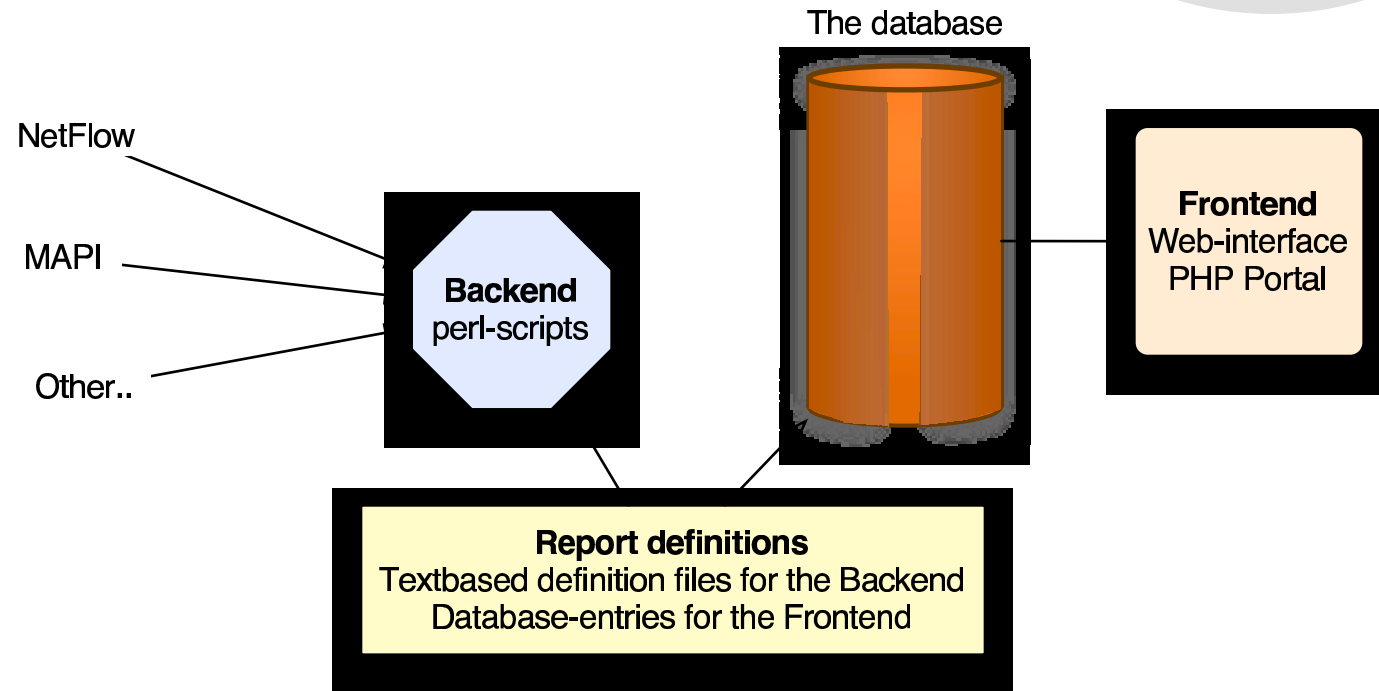 The database
NetFlow
MAPI
Other..
Backend
perl-scripts
Frontend
Web-interface
PHP Portal
Report definitions
Textbased definition files for the Backend
Database-entries for the Frontend